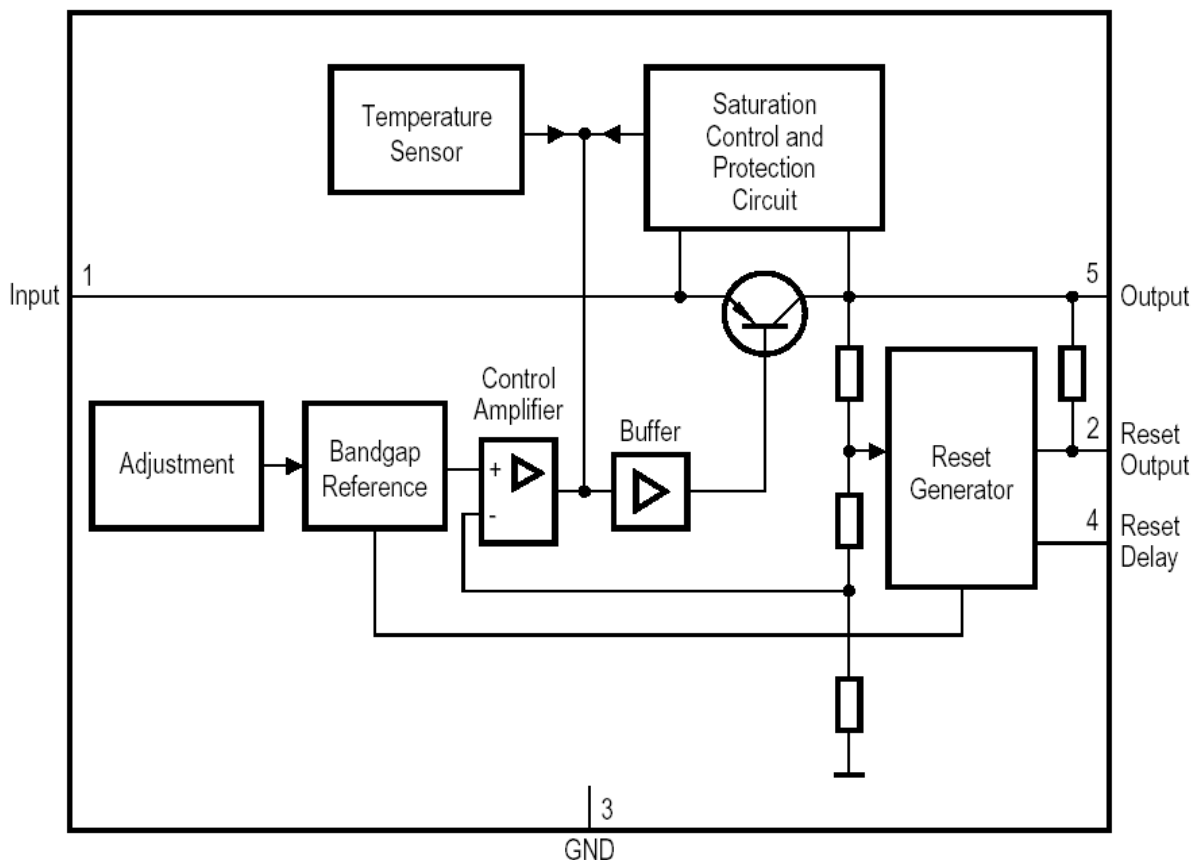 Temperature
Sensor
Saturation
Control and
Protection
Circuit
Input
1
5
Output
Control
Amplifier
Buffer
Adjustment
Bandgap
Reference
+
-
Reset
Generator
2
Reset
Output
4
Reset
Delay
3
GND